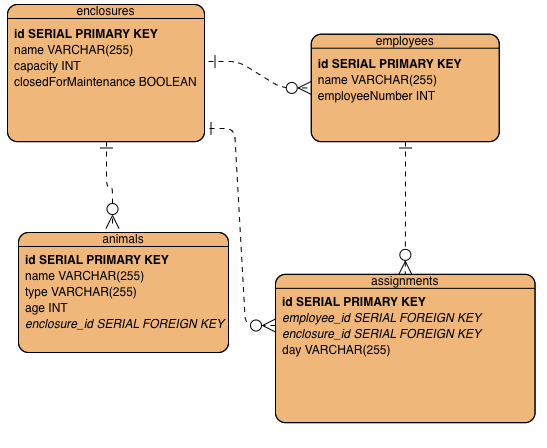 enclosures
id SERIAL PRIMARY KEY
name VARCHAR(255)
capacity INT
closedForMaintenance BOOLEAN
employees
id SERIAL PRIMARY KEY
name VARCHAR(255)
employeeNumber INT
animals
id SERIAL PRIMARY KEY
name VARCHAR(255)
type VARCHAR(255)
age INT
enclosure_id SERIAL FOREIGN KEY
assignments
id SERIAL PRIMARY KEY
employee_id SERIAL FOREIGN KEY
enclosure_id SERIAL FOREIGN KEY
day VARCHAR(255)